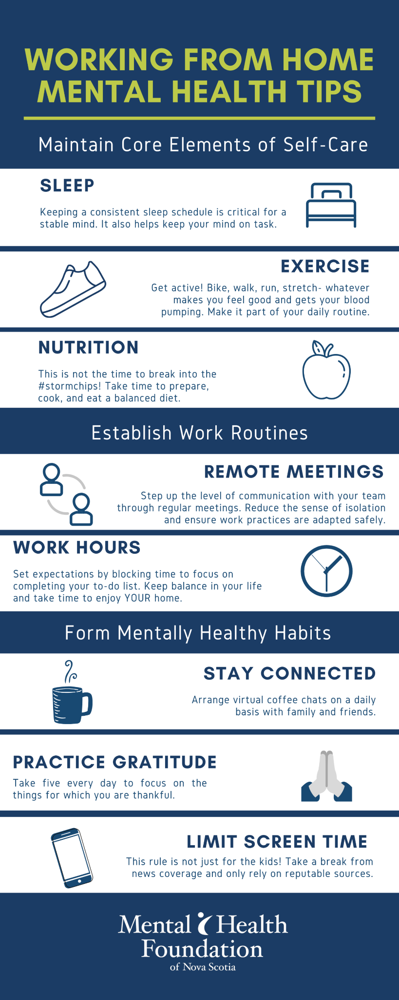 WORKING FROM HOME
MENTAL HEALTH TIPS
Maintain Core Elements of Self-Care
SLEEP
Keeping a consistent sleep schedule is critical for a
stable mind. It also helps keep your mind on task.
EXERCISE
Get active! Bike, walk, run, stretch- whatever
makes you feel good and gets your blood
pumping. Make it part of your daily routine.
NUTRITION
This is not the time to break into the
#stormchips! Take time to prepare,
cook, and eat a balanced diet.
Establish Work Routines
REMOTE MEETINGS
Step up the level of communication with your team
through regular meetings. Reduce the sense of isolation
and ensure work practices are adapted safely.
WORK HOURS
Set expectations by blocking time to focus on
completing your to-do list. Keep balance in your life
and take time to enjoy YOUR home.
Form Mentally Healthy Habits
STAY CONNECTED
Arrange virtual coffee chats on a daily
basis with family and friends.
PRACTICE GRATITUDE
Take five every day to focus on the
things for which you are thankful.
LIMIT SCREEN TIME
This rule is not just for the kids! Take a break from
news coverage and only rely on reputable sources.
Mental Health
Foundation
of Nova Scotia